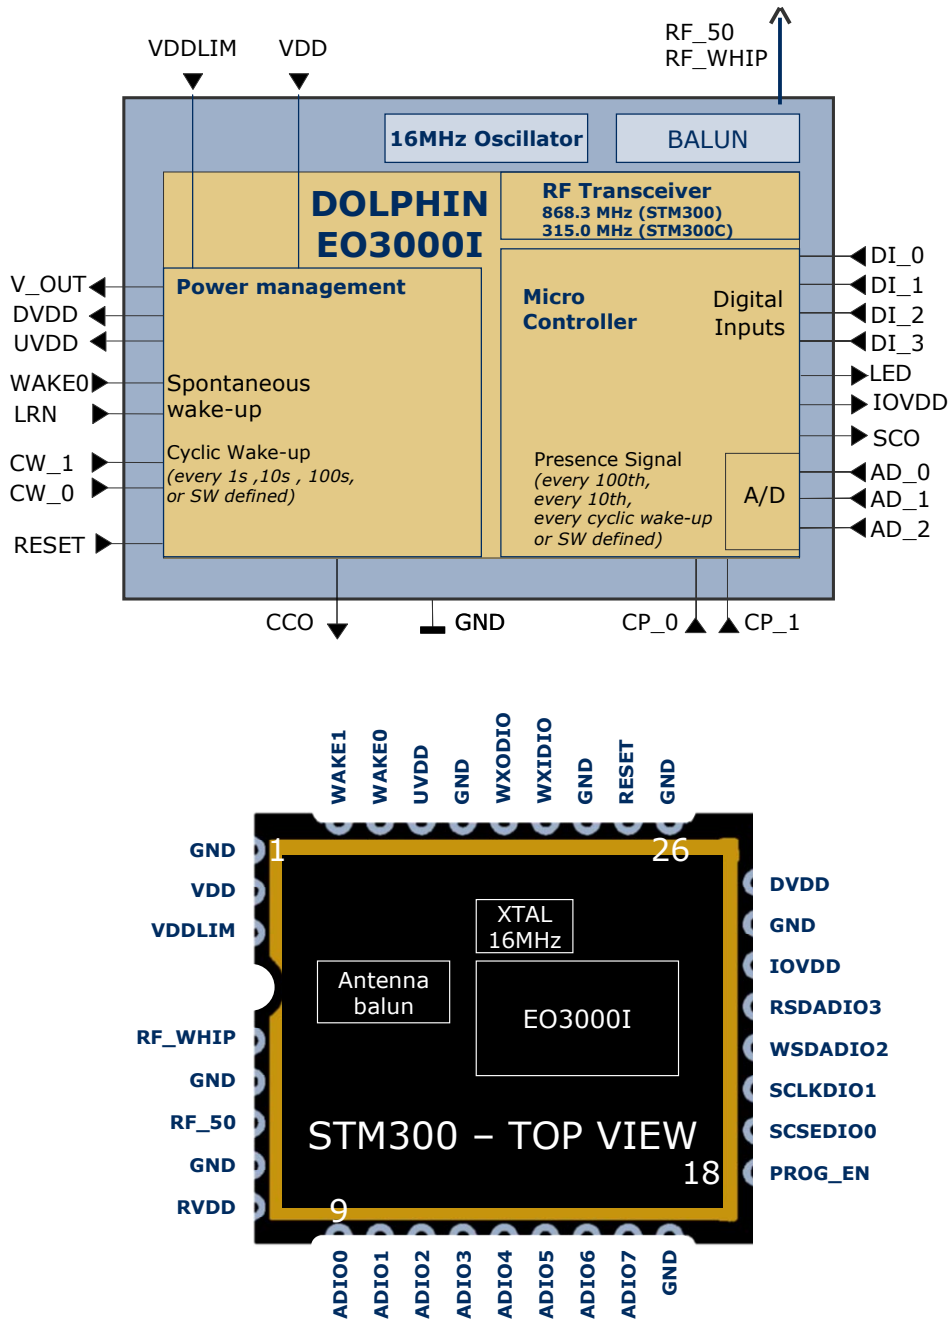 RF_50
RF_WHIP
VDDLIM
VDD
16MHz Oscillator
BALUN
DOLPHIN
EO3000I
RF Transceiver
868.3 MHz (STM300)
315.0 MHz (STM300C)
V_OUT
DVDD
UVDD
WAKE0
LRN
CW_1
CW_0
RESET
Power management
Spontaneous
wake-up
Cyclic Wake-up
(every 1s ,10s , 100s,
or SW defined)
Micro
Controller
Digital
Inputs
Presence Signal
(every 100th,
every 10th,
every cyclic wake-up
or SW defined)
A/D
DI_0
DI_1
DI_2
DI_3
LED
IOVDD
SCO
AD_0
AD_1
AD_2
CCO
GND
CP_0
CP_1
WAKE1
WAKE0
UVDD
GND
WXODIO
WXIDIO
GND
RESET
GND
GND
VDD
VDDLIM
RF_WHIP
GND
RF_50
GND
RVDD
1
26
XTAL
16MHz
Antenna
balun
EO3000I
STM300 – TOP VIEW
18
9
DVDD
GND
IOVDD
RSDADIO3
WSDADIO2
SCLKDIO1
SCSEDIO0
PROG_EN
ADIO0
ADIO1
ADIO2
ADIO3
ADIO4
ADIO5
ADIO6
ADIO7
GND